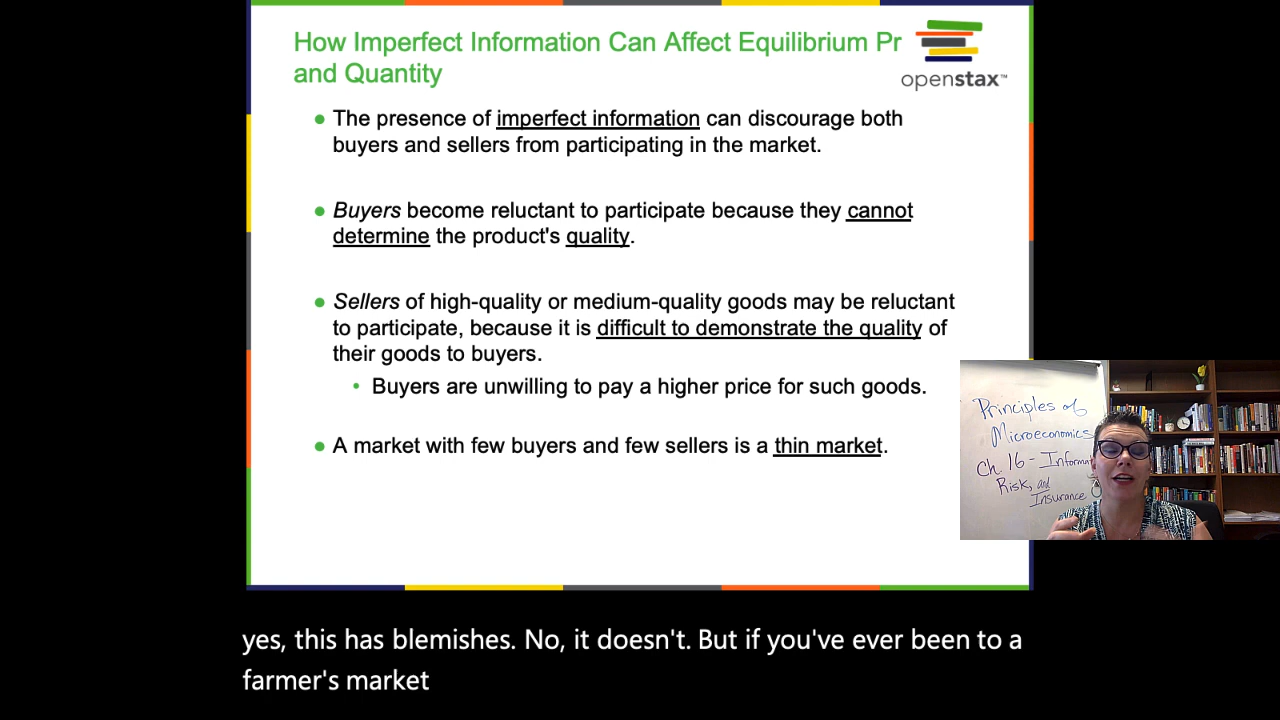 How Imperfect Information Can Affect Equilibrium Pr
and Quantity
openstax™
The presence of imperfect information can discourage both
buyers and sellers from participating in the market.
Buyers become reluctant to participate because they cannot
determine the product's quality.
Sellers of high-quality or medium-quality goods may be reluctant
to participate, because it is difficult to demonstrate the quality of
their goods to buyers.
Buyers are unwilling to pay a higher price for such goods.
A market with few buyers and few sellers is a thin market.
Principles of
Microeconomics
Ch. 16 - Informat
Risk, and
Insurance
yes, this has blemishes. No, it doesn't. But if you've ever been to a
farmer's market